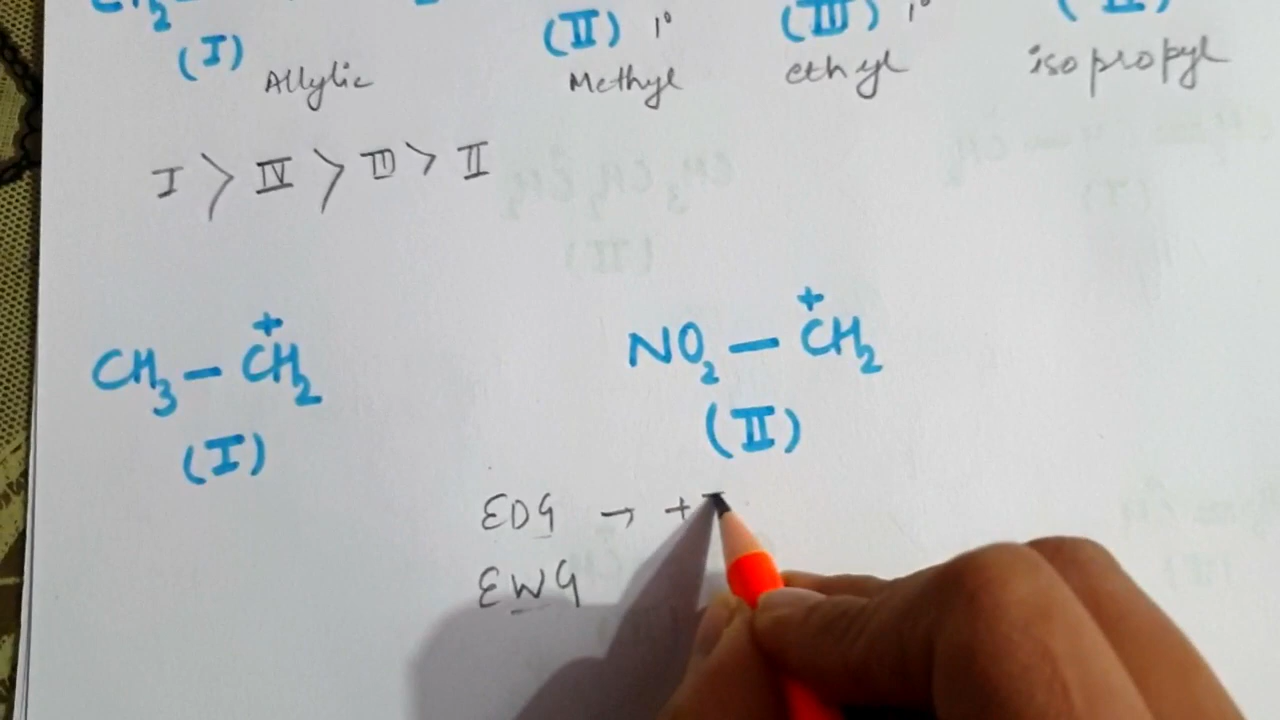 (I) (II) 1° (III) 1°
Allylic Methyl ethyl isopropyl
I > IV > III > II
CH₃ – C⁺H₂ NO₂ – C⁺H₂
(I) (II)
EDG → +
EWG